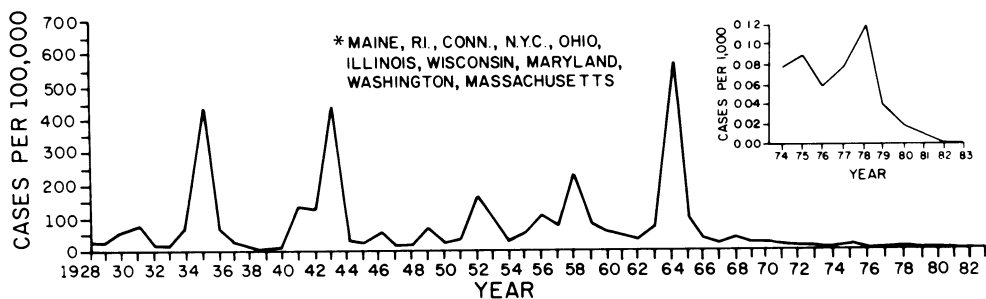 700
600
500
400
300
200
100
0
CASES PER 100,000
* MAINE, R.I., CONN., N.Y.C., OHIO,
ILLINOIS, WISCONSIN, MARYLAND,
WASHINGTON, MASSACHUSETTS
1928 30 32 34 36 38 40 42 44 46 48 50 52 54 56 58 60 62 64 66 68 70 72 74 76 78 80 82
YEAR
0.12
0.10
0.08
0.06
0.04
0.02
0.00
CASES PER 1,000
74 75 76 77 78 79 80 81 82 83
YEAR